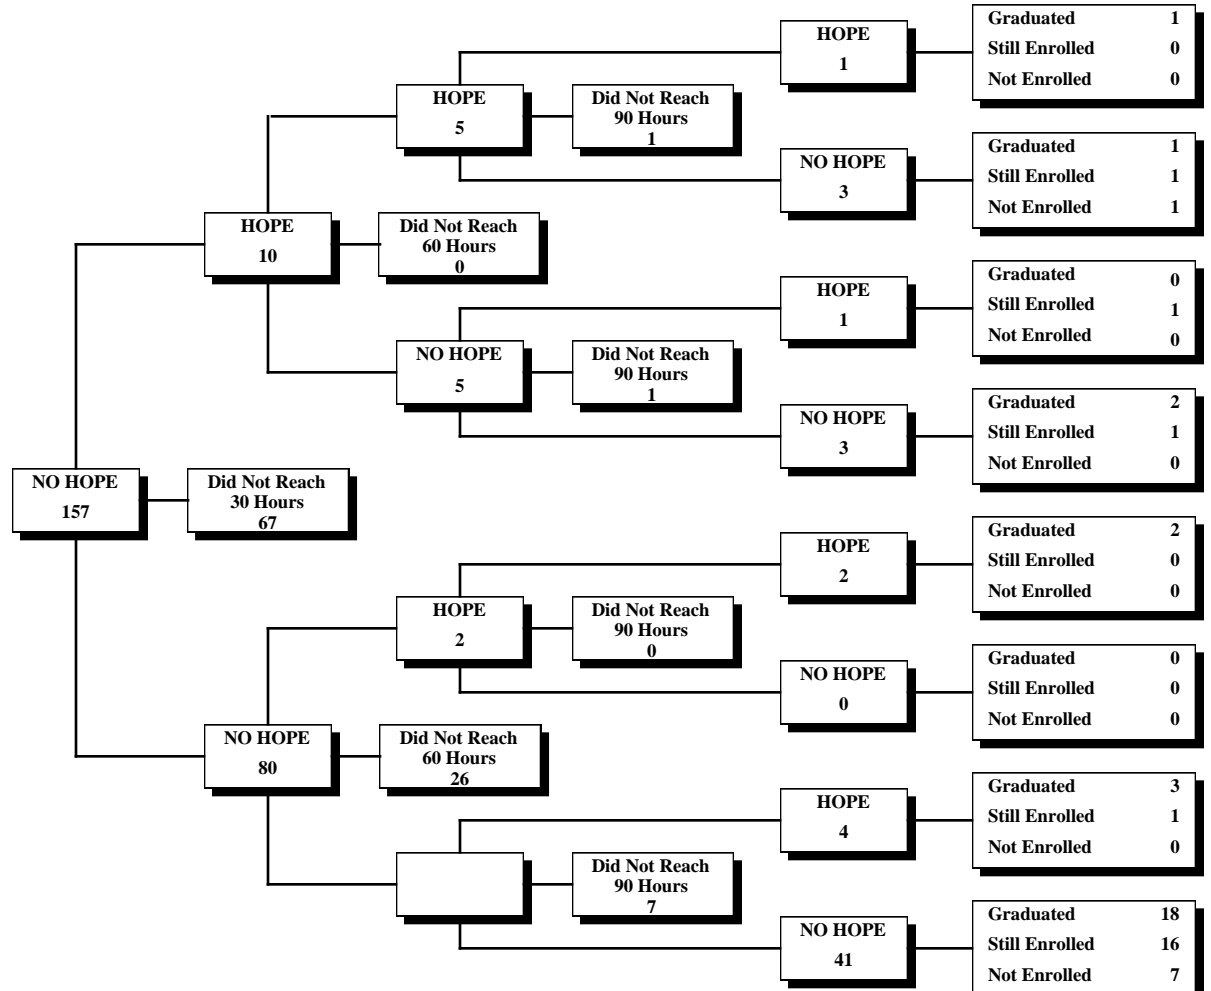 HOPE
1
Graduated 1
Still Enrolled 0
Not Enrolled 0
HOPE
5
Did Not Reach
90 Hours
1
NO HOPE
3
Graduated 1
Still Enrolled 1
Not Enrolled 1
HOPE
10
Did Not Reach
60 Hours
0
HOPE
1
Graduated 0
Still Enrolled 1
Not Enrolled 0
NO HOPE
5
Did Not Reach
90 Hours
1
NO HOPE
3
Graduated 2
Still Enrolled 1
Not Enrolled 0
NO HOPE
157
Did Not Reach
30 Hours
67
HOPE
2
Graduated 2
Still Enrolled 0
Not Enrolled 0
HOPE
2
Did Not Reach
90 Hours
0
NO HOPE
0
Graduated 0
Still Enrolled 0
Not Enrolled 0
NO HOPE
80
Did Not Reach
60 Hours
26
HOPE
4
Graduated 3
Still Enrolled 1
Not Enrolled 0
Did Not Reach
90 Hours
7
NO HOPE
41
Graduated 18
Still Enrolled 16
Not Enrolled 7